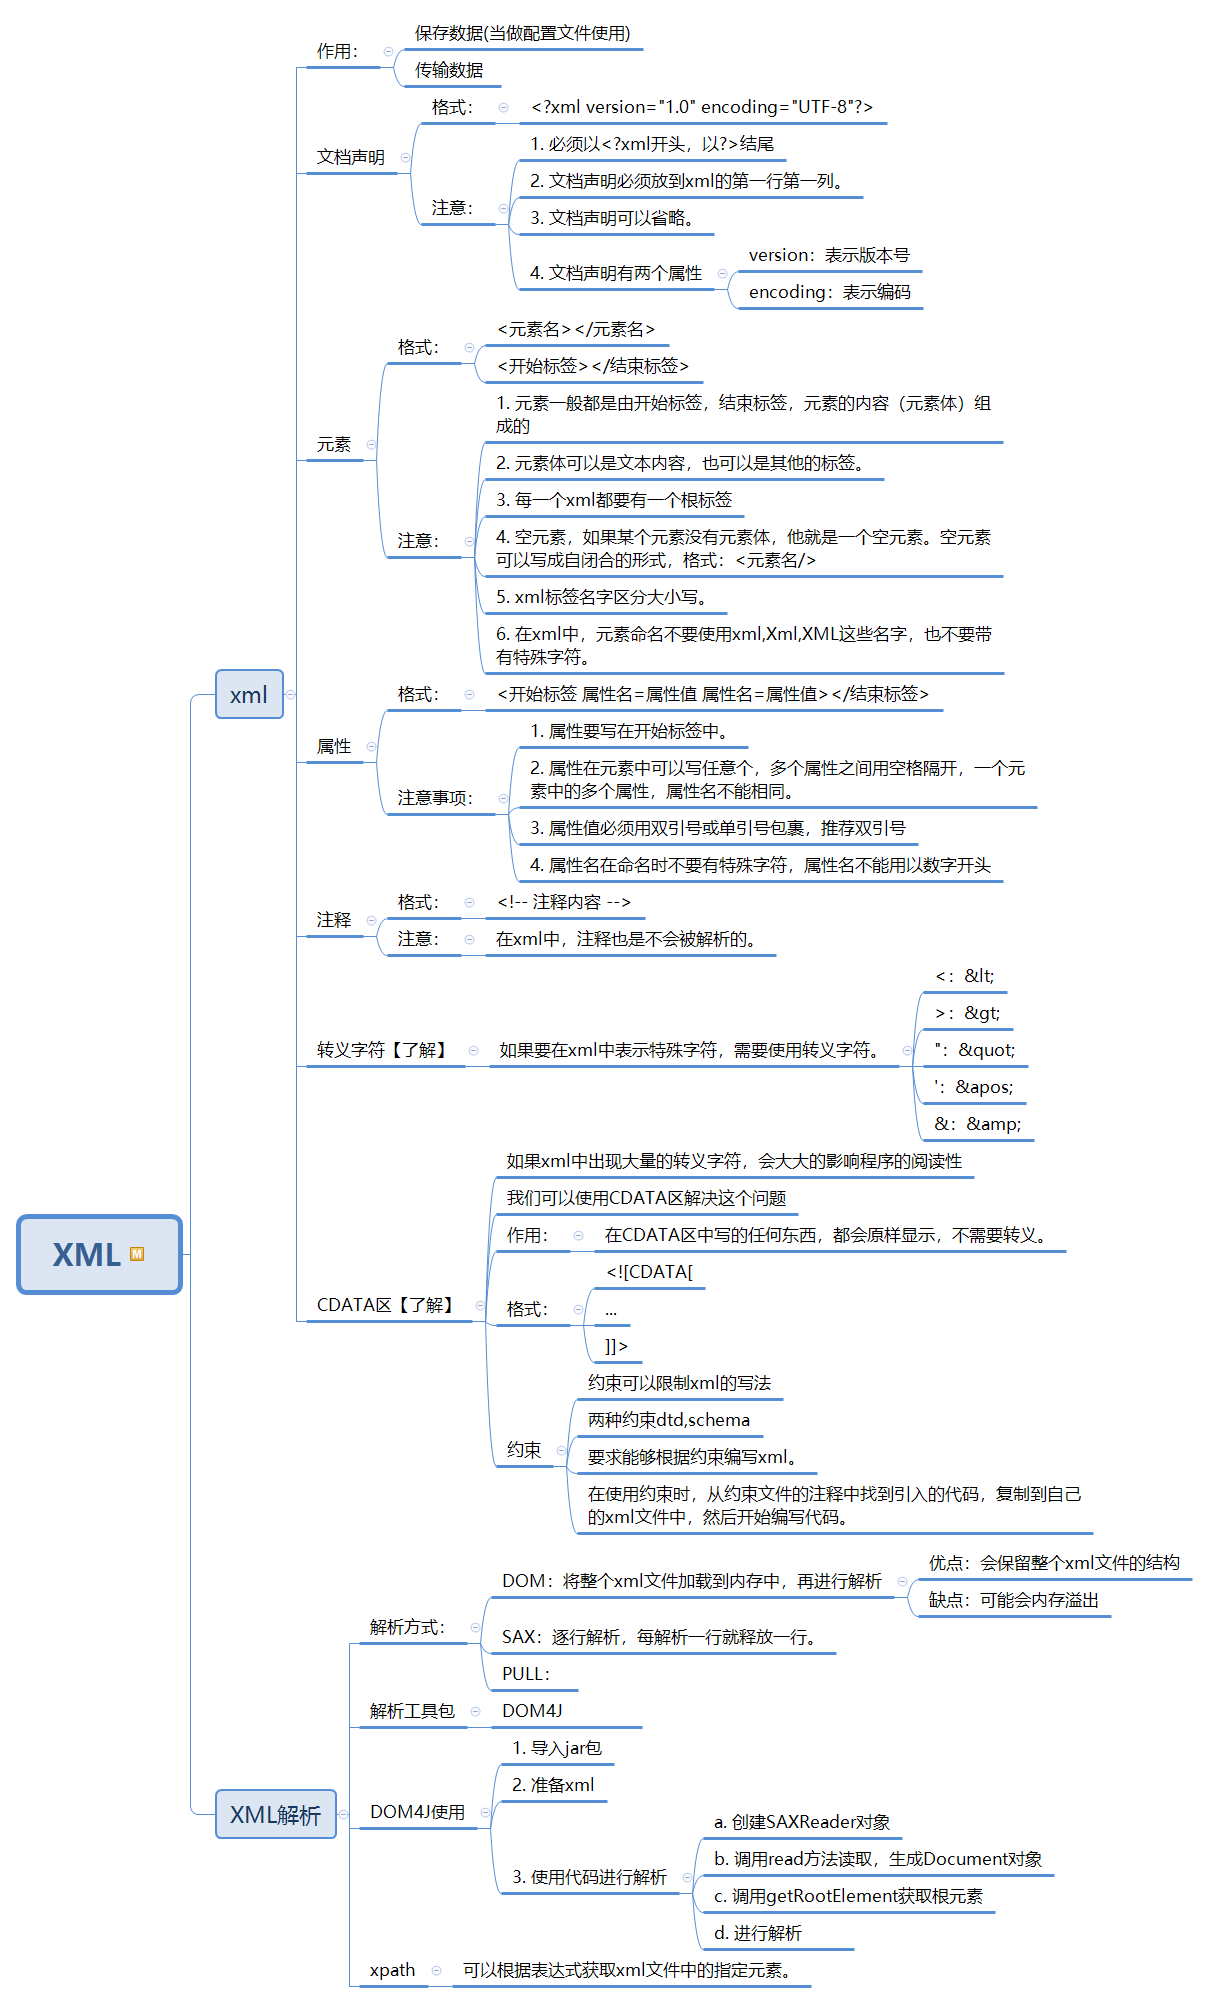 XML
xml
作用：
保存数据(当做配置文件使用)
传输数据
文档声明
格式：
<?xml version="1.0" encoding="UTF-8"?>
注意：
1. 必须以<?xml开头，以?>结尾
2. 文档声明必须放到xml的第一行第一列。
3. 文档声明可以省略。
4. 文档声明有两个属性
version：表示版本号
encoding：表示编码
元素
格式：
<元素名></元素名>
<开始标签></结束标签>
注意：
1. 元素一般都是由开始标签，结束标签，元素的内容（元素体）组
成的
2. 元素体可以是文本内容，也可以是其他的标签。
3. 每一个xml都要有一个根标签
4. 空元素，如果某个元素没有元素体，他就是一个空元素。空元素
可以写成自闭合的形式，格式：<元素名/>
5. xml标签名字区分大小写。
6. 在xml中，元素命名不要使用xml,Xml,XML这些名字，也不要带
有特殊字符。
属性
格式：
<开始标签 属性名=属性值 属性名=属性值></结束标签>
注意事项：
1. 属性要写在开始标签中。
2. 属性在元素中可以写任意个，多个属性之间用空格隔开，一个元
素中的多个属性，属性名不能相同。
3. 属性值必须用双引号或单引号包裹，推荐双引号
4. 属性名在命名时不要有特殊字符，属性名不能用以数字开头
注释
格式：
<!-- 注释内容 -->
注意：
在xml中，注释也是不会被解析的。
转义字符【了解】
如果要在xml中表示特殊字符，需要使用转义字符。
<：&lt;
>：&gt;
"：&quot;
'：&apos;
&：&amp;
CDATA区【了解】
如果xml中出现大量的转义字符，会大大的影响程序的阅读性
我们可以使用CDATA区解决这个问题
作用：
在CDATA区中写的任何东西，都会原样显示，不需要转义。
格式：
<![CDATA[
...
]]>
约束
约束可以限制xml的写法
两种约束dtd,schema
要求能够根据约束编写xml。
在使用约束时，从约束文件的注释中找到引入的代码，复制到自己
的xml文件中，然后开始编写代码。
XML解析
解析方式：
DOM：将整个xml文件加载到内存中，再进行解析
优点：会保留整个xml文件的结构
缺点：可能会内存溢出
SAX：逐行解析，每解析一行就释放一行。
PULL：
解析工具包
DOM4J
DOM4J使用
1. 导入jar包
2. 准备xml
3. 使用代码进行解析
a. 创建SAXReader对象
b. 调用read方法读取，生成Document对象
c. 调用getRootElement获取根元素
d. 进行解析
xpath
可以根据表达式获取xml文件中的指定元素。